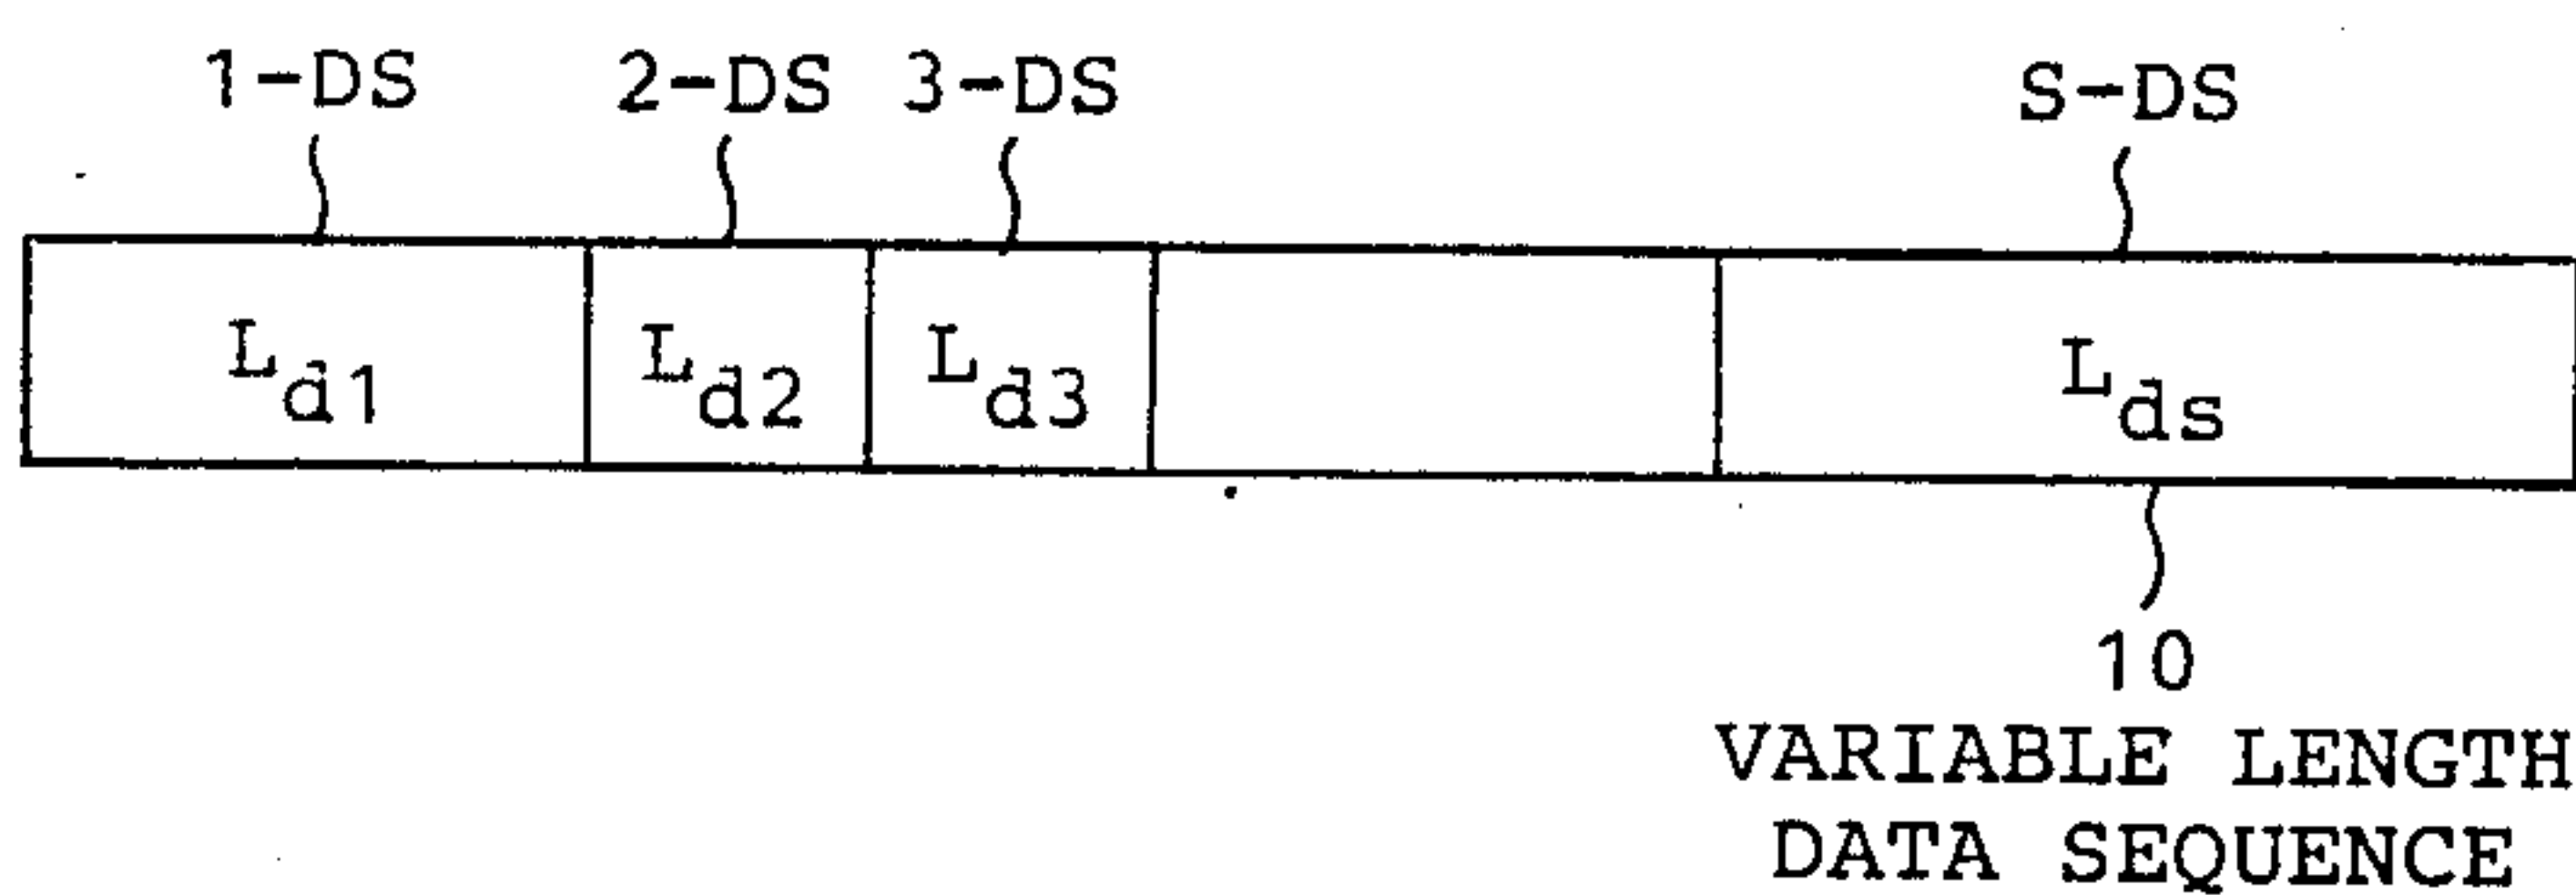 1-DS 2-DS 3-DS S-DS
Ld1 Ld2 Ld3 Lds
10
VARIABLE LENGTH
DATA SEQUENCE